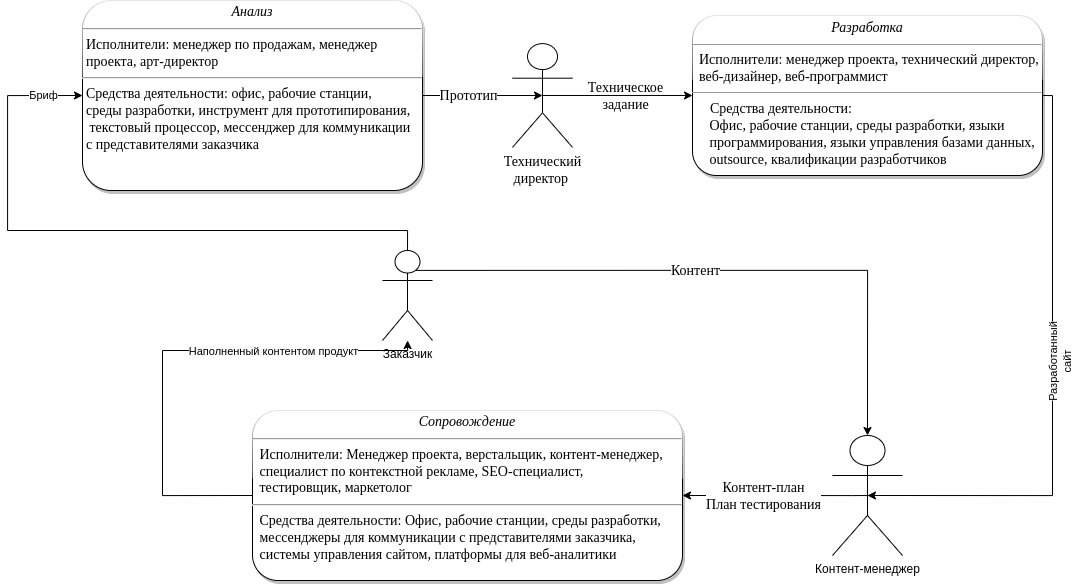 Анализ
Исполнители: менеджер по продажам, менеджер
проекта, арт-директор
Средства деятельности: офис, рабочие станции,
среды разработки, инструмент для прототипирования,
текстовый процессор, мессенджер для коммуникации
с представителями заказчика
Бриф
Прототип
Технический
директор
Техническое
задание
Разработка
Исполнители: менеджер проекта, технический директор,
веб-дизайнер, веб-программист
Средства деятельности:
Офис, рабочие станции, среды разработки, языки
программирования, языки управления базами данных,
outsource, квалификации разработчиков
Контент
Заказчик
Наполненный контентом продукт
Разработанный
сайт
Сопровождение
Исполнители: Менеджер проекта, верстальщик, контент-менеджер,
специалист по контекстной рекламе, SEO-специалист,
тестировщик, маркетолог
Средства деятельности: Офис, рабочие станции, среды разработки,
мессенджеры для коммуникации с представителями заказчика,
системы управления сайтом, платформы для веб-аналитики
Контент-план
План тестирования
Контент-менеджер